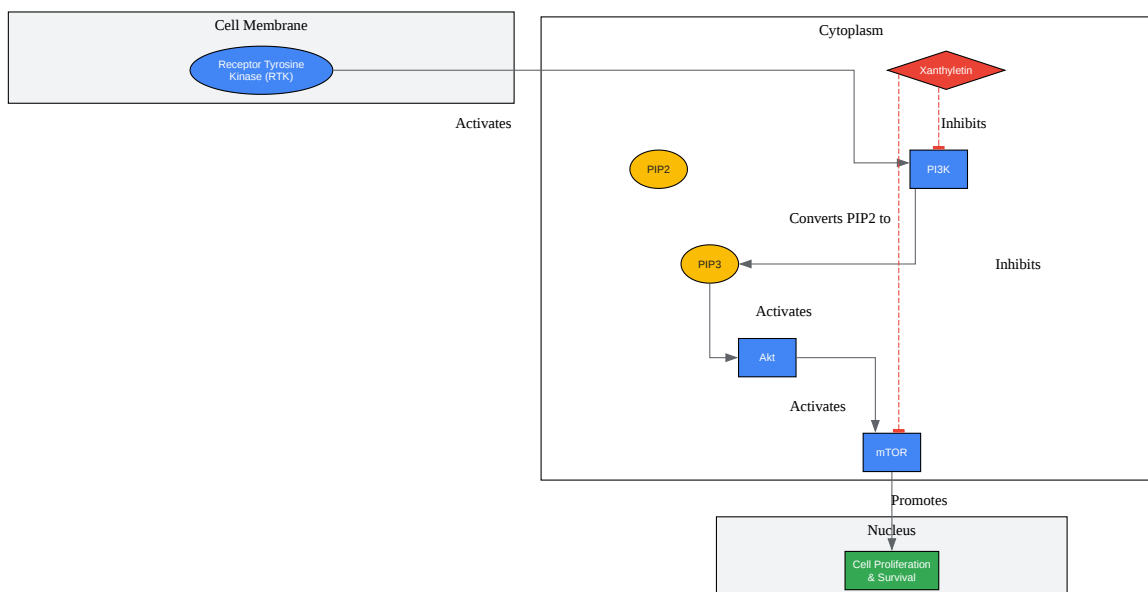 Cell Membrane
Receptor Tyrosine
Kinase (RTK)
Activates
Cytoplasm
Xanthyletin
Inhibits
PI3K
PIP2
Converts PIP2 to
PIP3
Inhibits
Activates
Akt
Activates
mTOR
Promotes
Nucleus
Cell Proliferation
& Survival